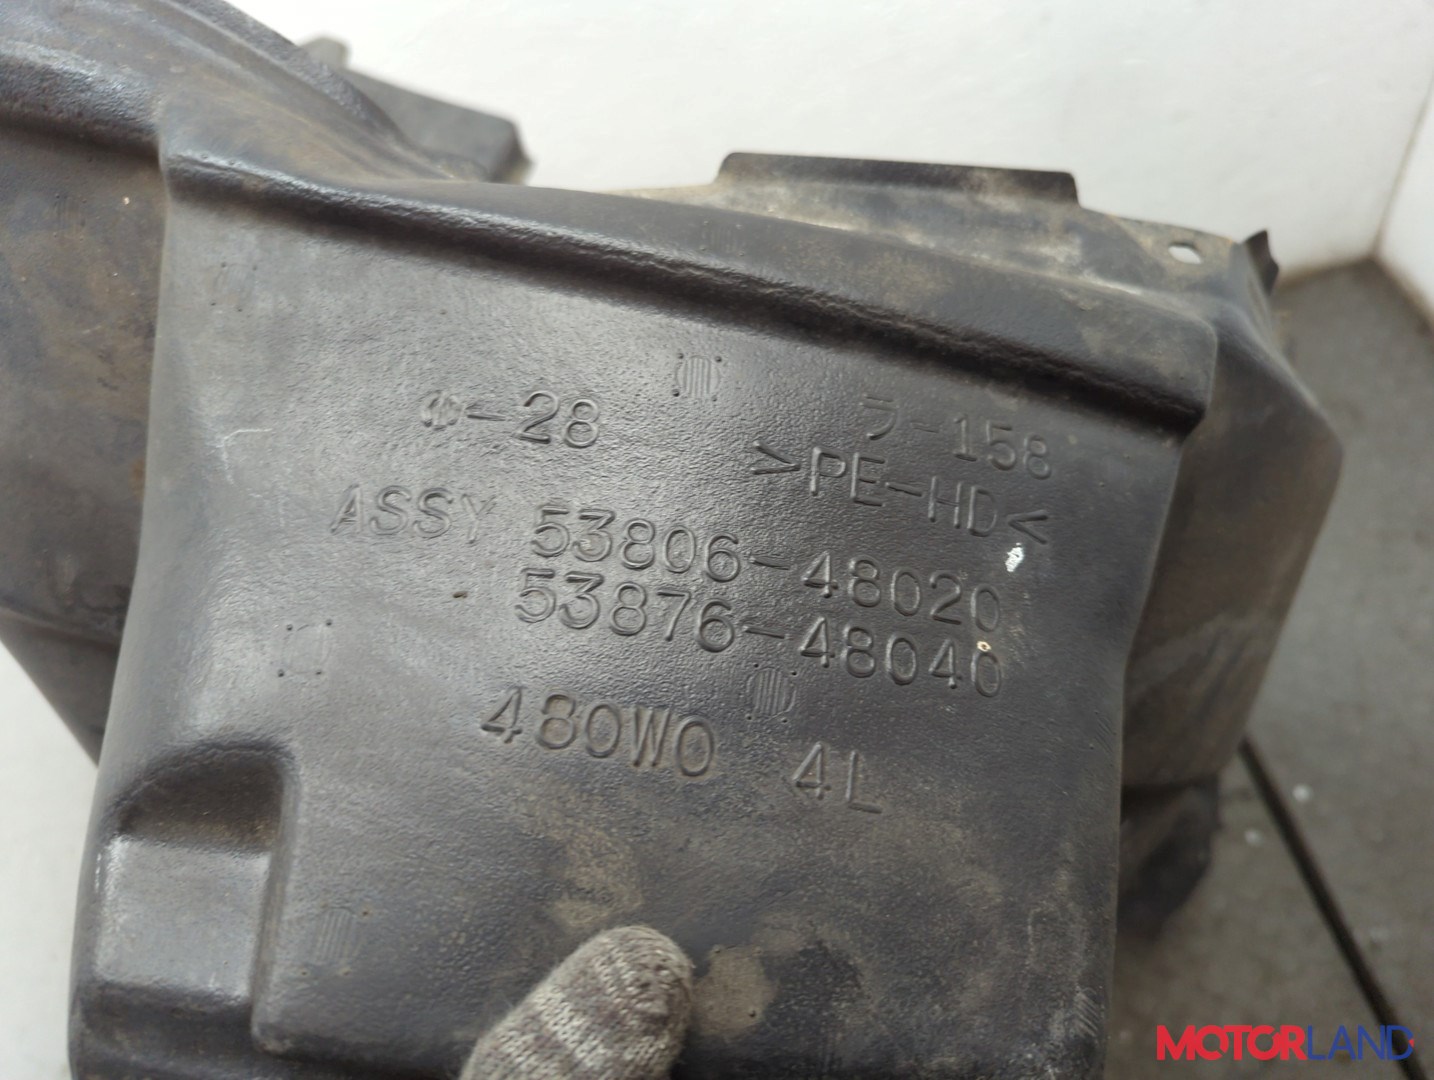 -28
ラ-158
>PE-HD<
ASSY 53806-48020
53876-48040
480W0 4L
MOTORLAND